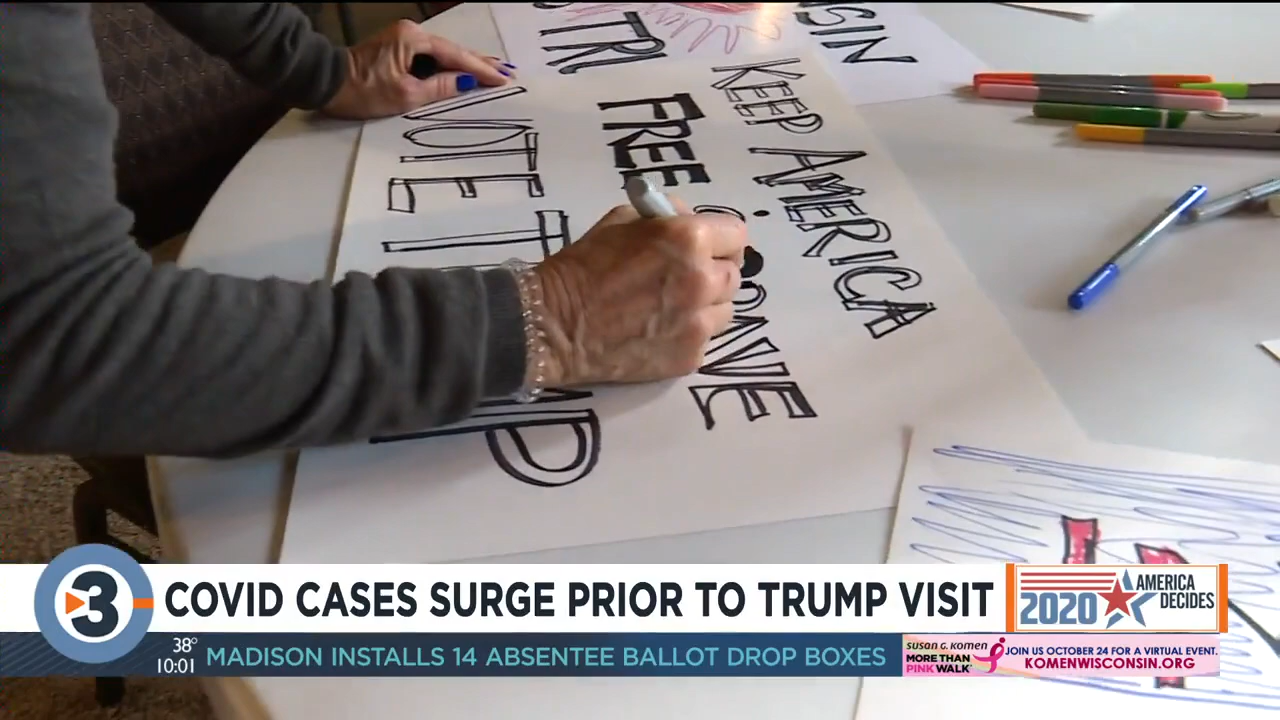 SIN
STRI
KEEP AMERICA
FREE
VOTE T
3
COVID CASES SURGE PRIOR TO TRUMP VISIT
2020 AMERICA DECIDES
38°
10:01
MADISON INSTALLS 14 ABSENTEE BALLOT DROP BOXES
susan g. komen
MORE THAN
PINK WALK
JOIN US OCTOBER 24 FOR A VIRTUAL EVENT.
KOMENWISCONSIN.ORG